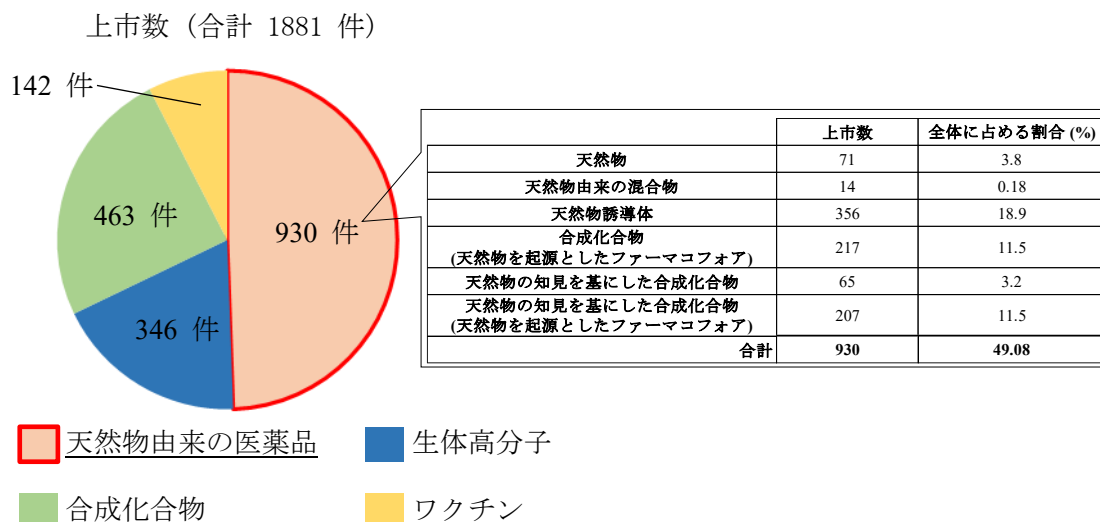 上市数 (合計 1881 件)
142 件
463 件
930 件
346 件
上市数 全体に占める割合 (%)
天然物 71 3.8
天然物由来の混合物 14 0.18
天然物誘導体 356 18.9
合成化合物
(天然物を起源としたファーマコフォア) 217 11.5
天然物の知見を基にした合成化合物 65 3.2
天然物の知見を基にした合成化合物
(天然物を起源としたファーマコフォア) 207 11.5
合計 930 49.08
天然物由来の医薬品
生体高分子
合成化合物
ワクチン